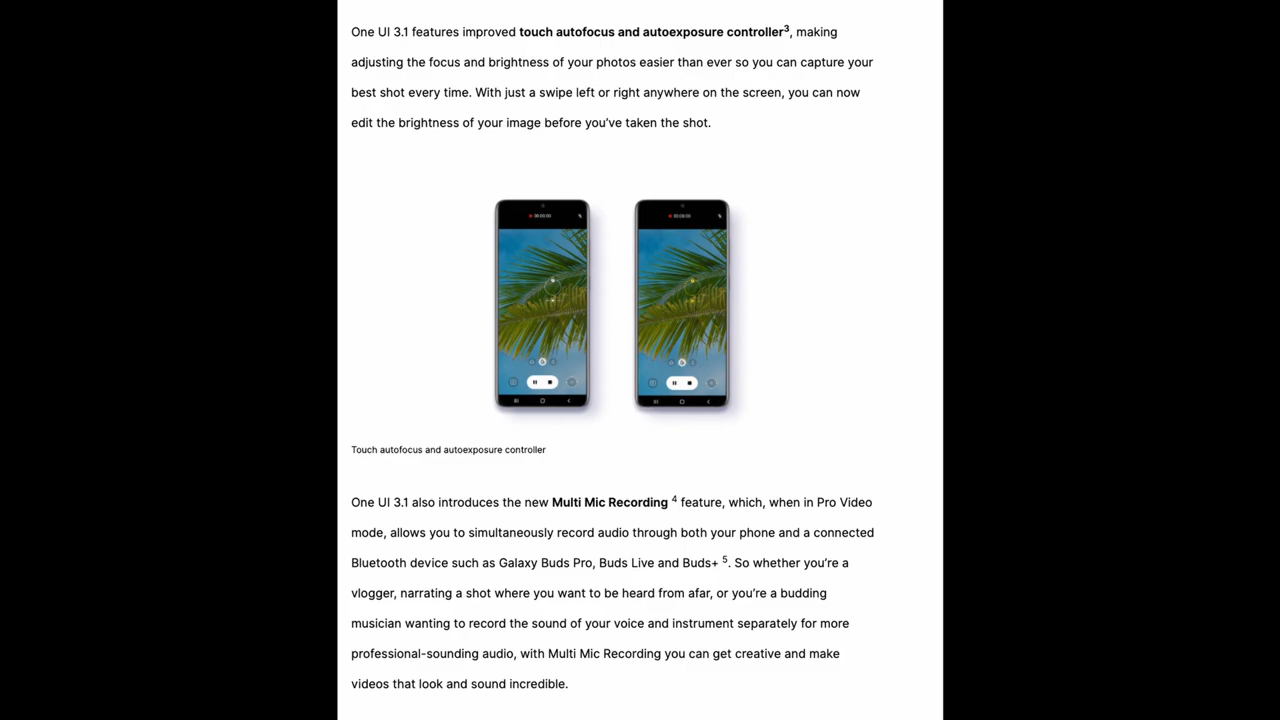 One UI 3.1 features improved touch autofocus and autoexposure controller³, making
adjusting the focus and brightness of your photos easier than ever so you can capture your
best shot every time. With just a swipe left or right anywhere on the screen, you can now
edit the brightness of your image before you’ve taken the shot.
00:00:00
00:00:00
Touch autofocus and autoexposure controller
One UI 3.1 also introduces the new Multi Mic Recording ⁴ feature, which, when in Pro Video
mode, allows you to simultaneously record audio through both your phone and a connected
Bluetooth device such as Galaxy Buds Pro, Buds Live and Buds+ ⁵. So whether you’re a
vlogger, narrating a shot where you want to be heard from afar, or you’re a budding
musician wanting to record the sound of your voice and instrument separately for more
professional-sounding audio, with Multi Mic Recording you can get creative and make
videos that look and sound incredible.